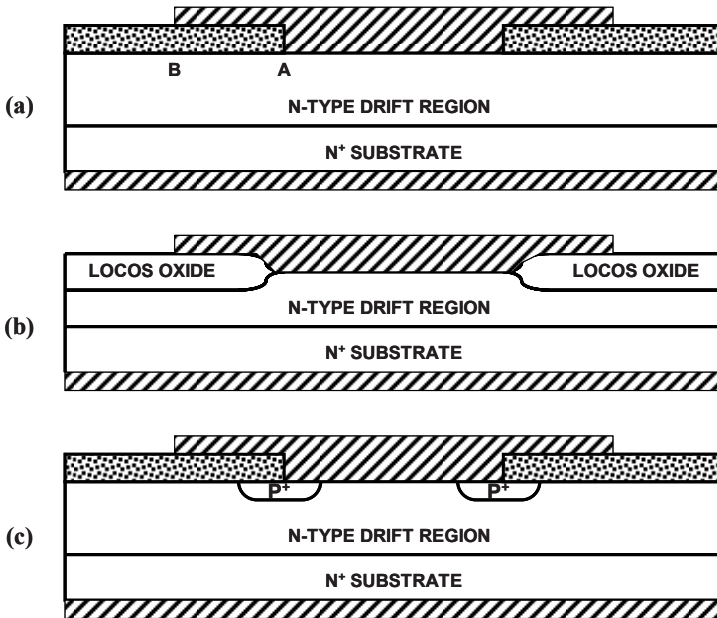 B A
(a)
N-TYPE DRIFT REGION
N⁺ SUBSTRATE
LOCOS OXIDE LOCOS OXIDE
(b)
N-TYPE DRIFT REGION
N⁺ SUBSTRATE
P⁺ P⁺
(c)
N-TYPE DRIFT REGION
N⁺ SUBSTRATE